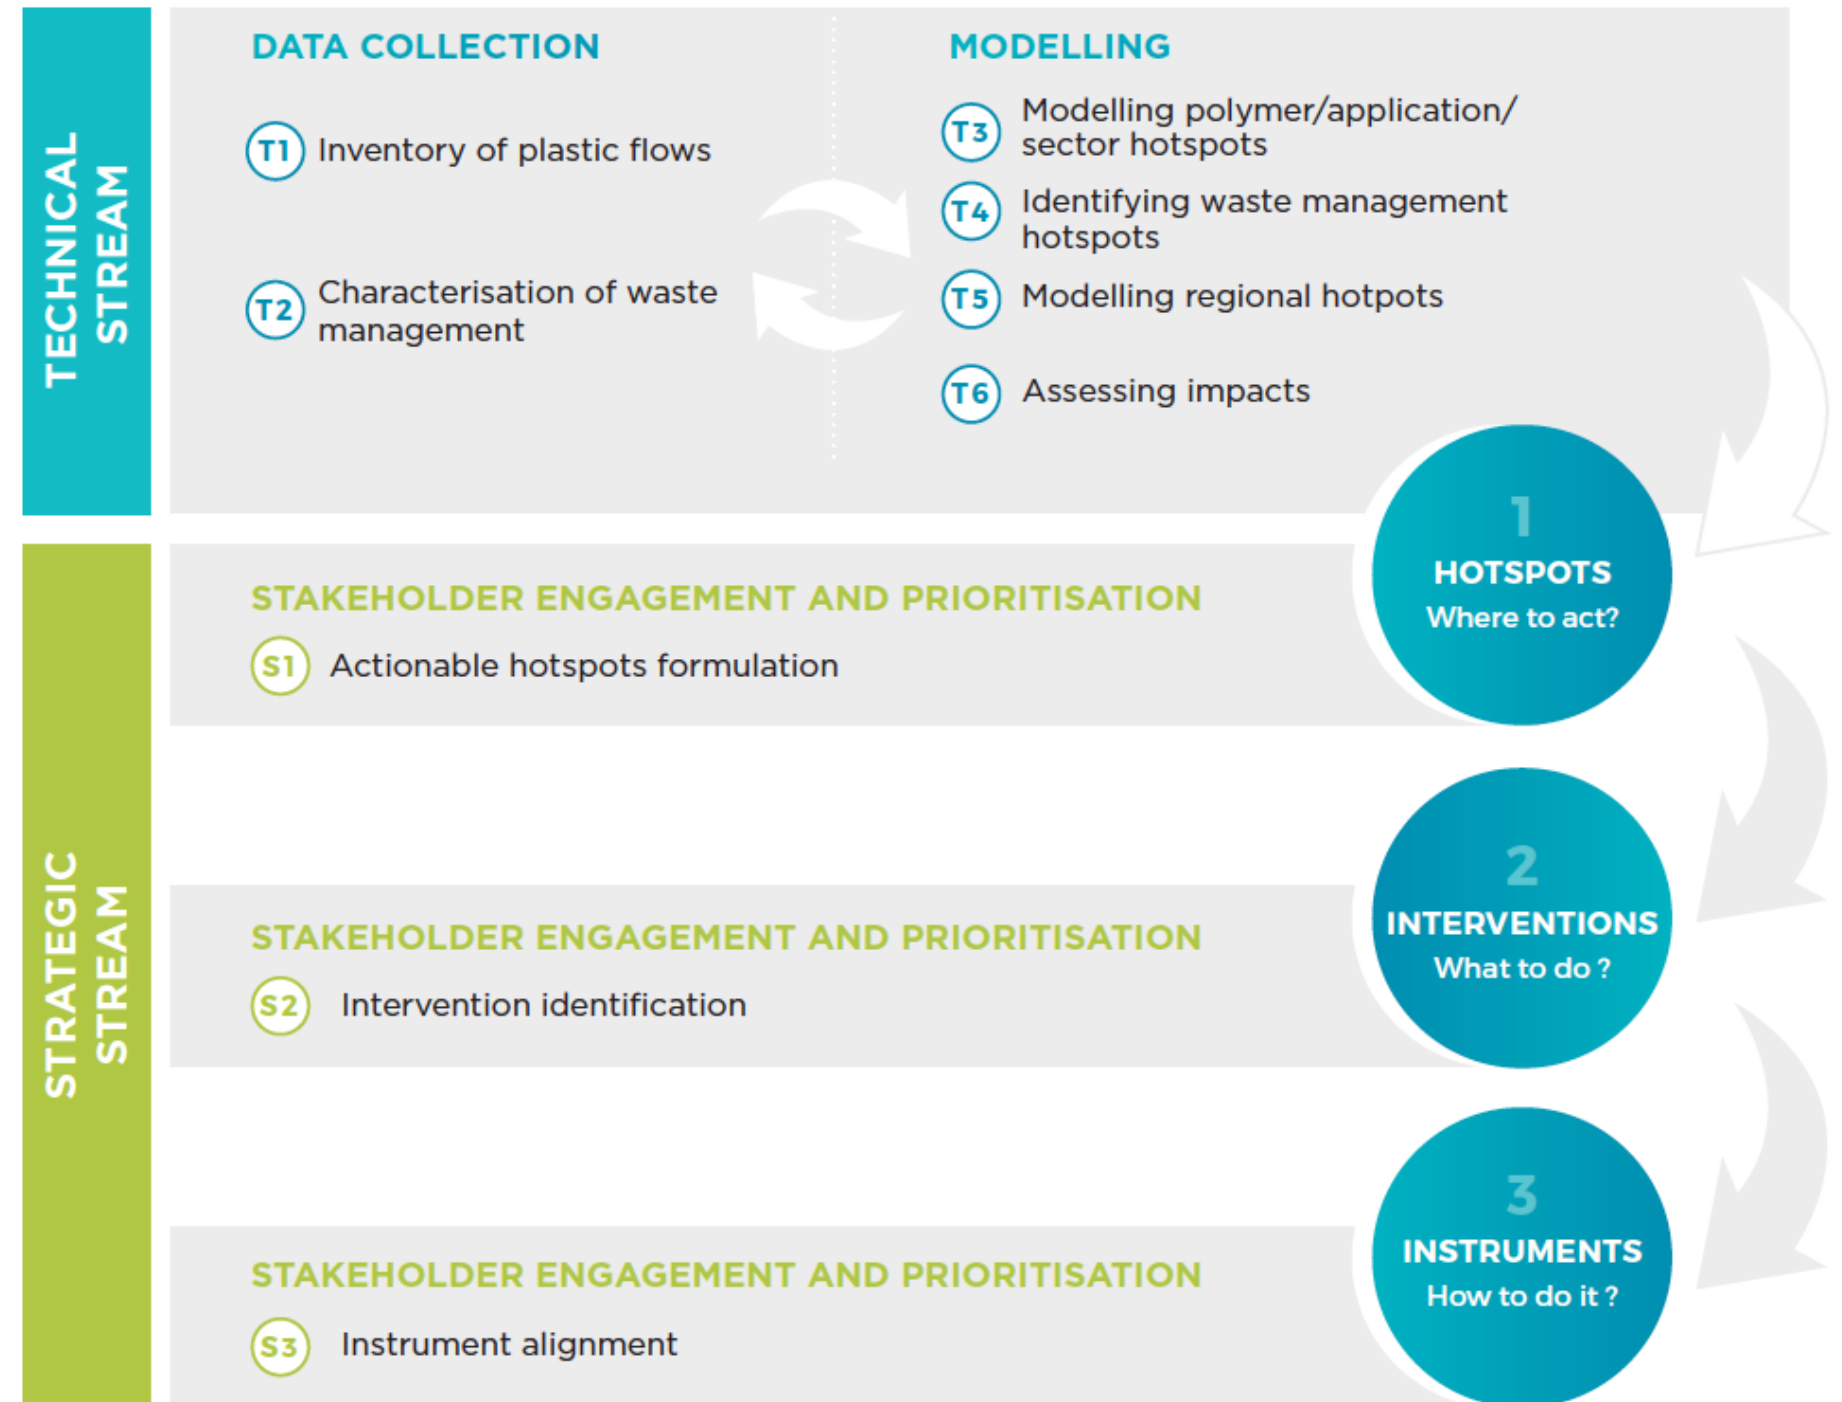 TECHNICAL
STREAM
DATA COLLECTION
T1 Inventory of plastic flows
T2 Characterisation of waste
management
MODELLING
T3 Modelling polymer/application/
sector hotspots
T4 Identifying waste management
hotspots
T5 Modelling regional hotpots
T6 Assessing impacts
1
HOTSPOTS
Where to act?
STRATEGIC
STREAM
STAKEHOLDER ENGAGEMENT AND PRIORITISATION
S1 Actionable hotspots formulation
2
INTERVENTIONS
What to do ?
STAKEHOLDER ENGAGEMENT AND PRIORITISATION
S2 Intervention identification
3
INSTRUMENTS
How to do it ?
STAKEHOLDER ENGAGEMENT AND PRIORITISATION
S3 Instrument alignment